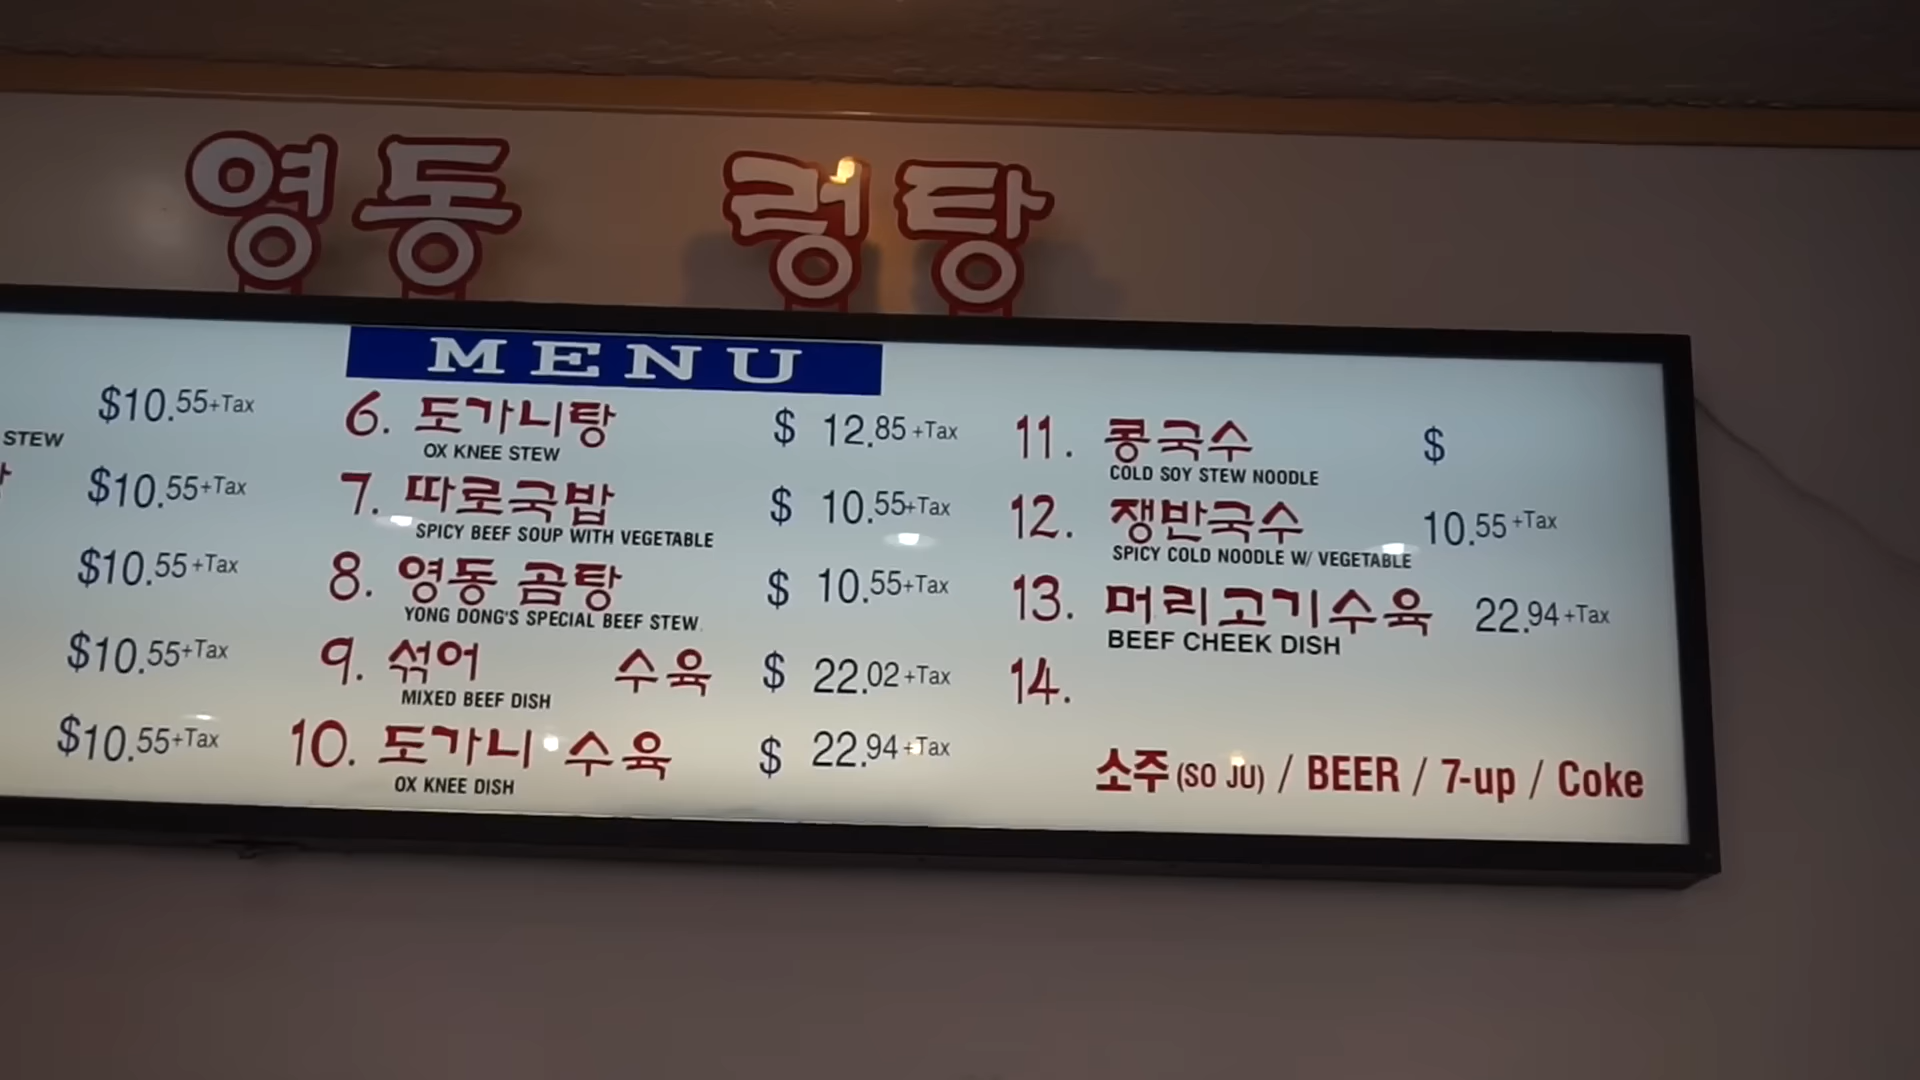 영동 렁탕
MENU
$10.55+Tax
STEW
$10.55+Tax
$10.55+Tax
$10.55+Tax
$10.55+Tax
6. 도가니탕 $ 12.85 +Tax
OX KNEE STEW
7. 따로국밥 $ 10.55+Tax
SPICY BEEF SOUP WITH VEGETABLE
8. 영동 곰탕 $ 10.55+Tax
YONG DONG'S SPECIAL BEEF STEW
9. 섞어 수육 $ 22.02 +Tax
MIXED BEEF DISH
10. 도가니 수육 $ 22.94 +Tax
OX KNEE DISH
11. 콩국수 $
COLD SOY STEW NOODLE
12. 쟁반국수 10.55 +Tax
SPICY COLD NOODLE W/ VEGETABLE
13. 머리고기수육 22.94 +Tax
BEEF CHEEK DISH
14.
소주 (SO JU) / BEER / 7-up / Coke